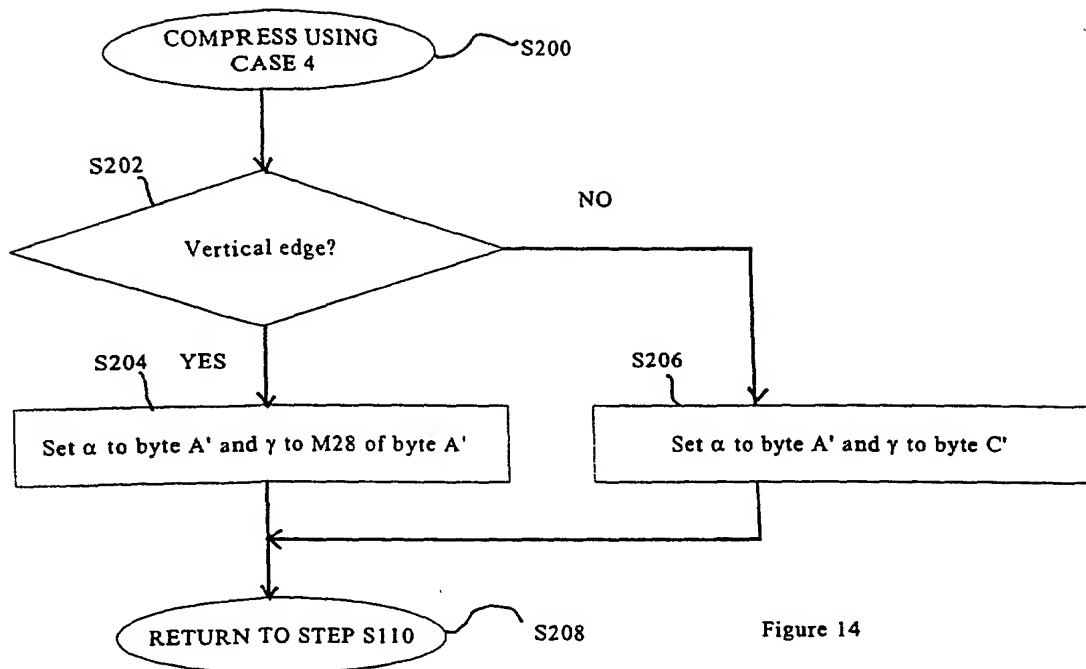 COMPRESS USING
CASE 4
S200
S202
NO
Vertical edge?
S204
YES
S206
Set α to byte A' and γ to M28 of byte A'
Set α to byte A' and γ to byte C'
RETURN TO STEP S110
S208
Figure 14